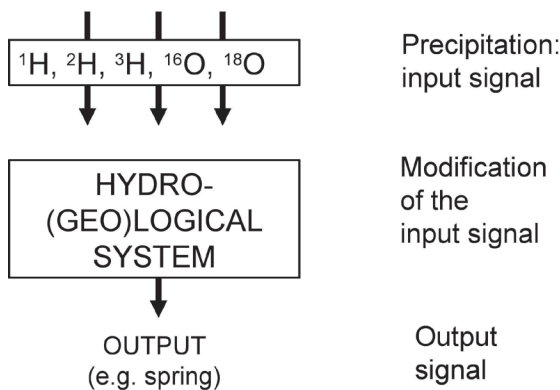 ¹H, ²H, ³H, ¹⁶O, ¹⁸O
Precipitation:
input signal
HYDRO-
(GEO)LOGICAL
SYSTEM
Modification
of the
input signal
OUTPUT
(e.g. spring)
Output
signal